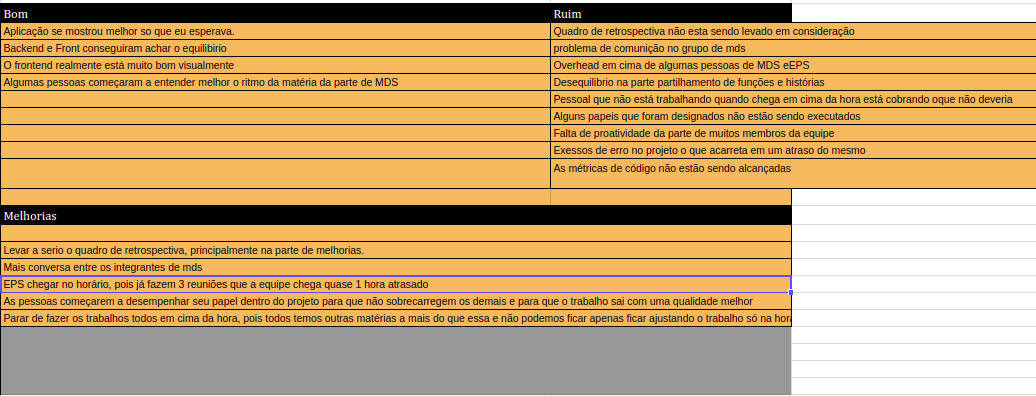 Bom
Ruim
Aplicação se mostrou melhor so que eu esperava.
Quadro de retrospectiva não esta sendo levado em consideração
Backend e Front conseguiram achar o equilibirio
problema de comunição no grupo de mds
O frontend realmente está muito bom visualmente
Overhead em cima de algumas pessoas de MDS eEPS
Algumas pessoas começaram a entender melhor o ritmo da matéria da parte de MDS
Desequilibrio na parte partilhamento de funções e histórias
Pessoal que não está trabalhando quando chega em cima da hora está cobrando oque não deveria
Alguns papeis que foram designados não estão sendo executados
Falta de proatividade da parte de muitos membros da equipe
Exessos de erro no projeto o que acarreta em um atraso do mesmo
As métricas de código não estão sendo alcançadas
Melhorias
Levar a serio o quadro de retrospectiva, principalmente na parte de melhorias.
Mais conversa entre os integrantes de mds
EPS chegar no horário, pois já fazem 3 reuniões que a equipe chega quase 1 hora atrasado
As pessoas começarem a desempenhar seu papel dentro do projeto para que não sobrecarregem os demais e para que o trabalho sai com uma qualidade melhor
Parar de fazer os trabalhos todos em cima da hora, pois todos temos outras matérias a mais do que essa e não podemos ficar apenas ficar ajustando o trabalho só na hora